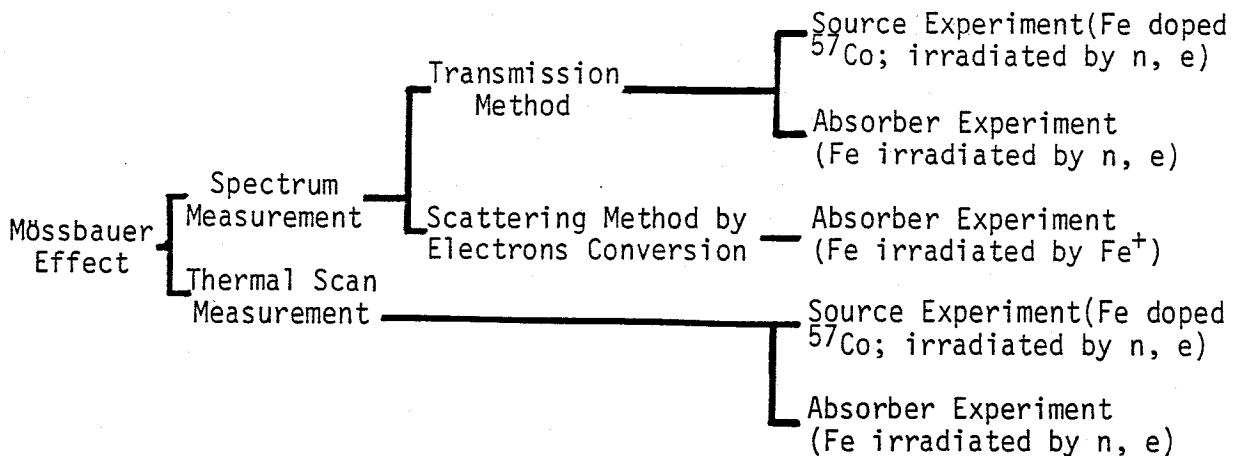 Mössbauer
Effect
Spectrum
Measurement
Transmission
Method
Source Experiment(Fe doped
⁵⁷Co; irradiated by n, e)
Absorber Experiment
(Fe irradiated by n, e)
Scattering Method by
Electrons Conversion
Absorber Experiment
(Fe irradiated by Fe⁺)
Thermal Scan
Measurement
Source Experiment(Fe doped
⁵⁷Co; irradiated by n, e)
Absorber Experiment
(Fe irradiated by n, e)